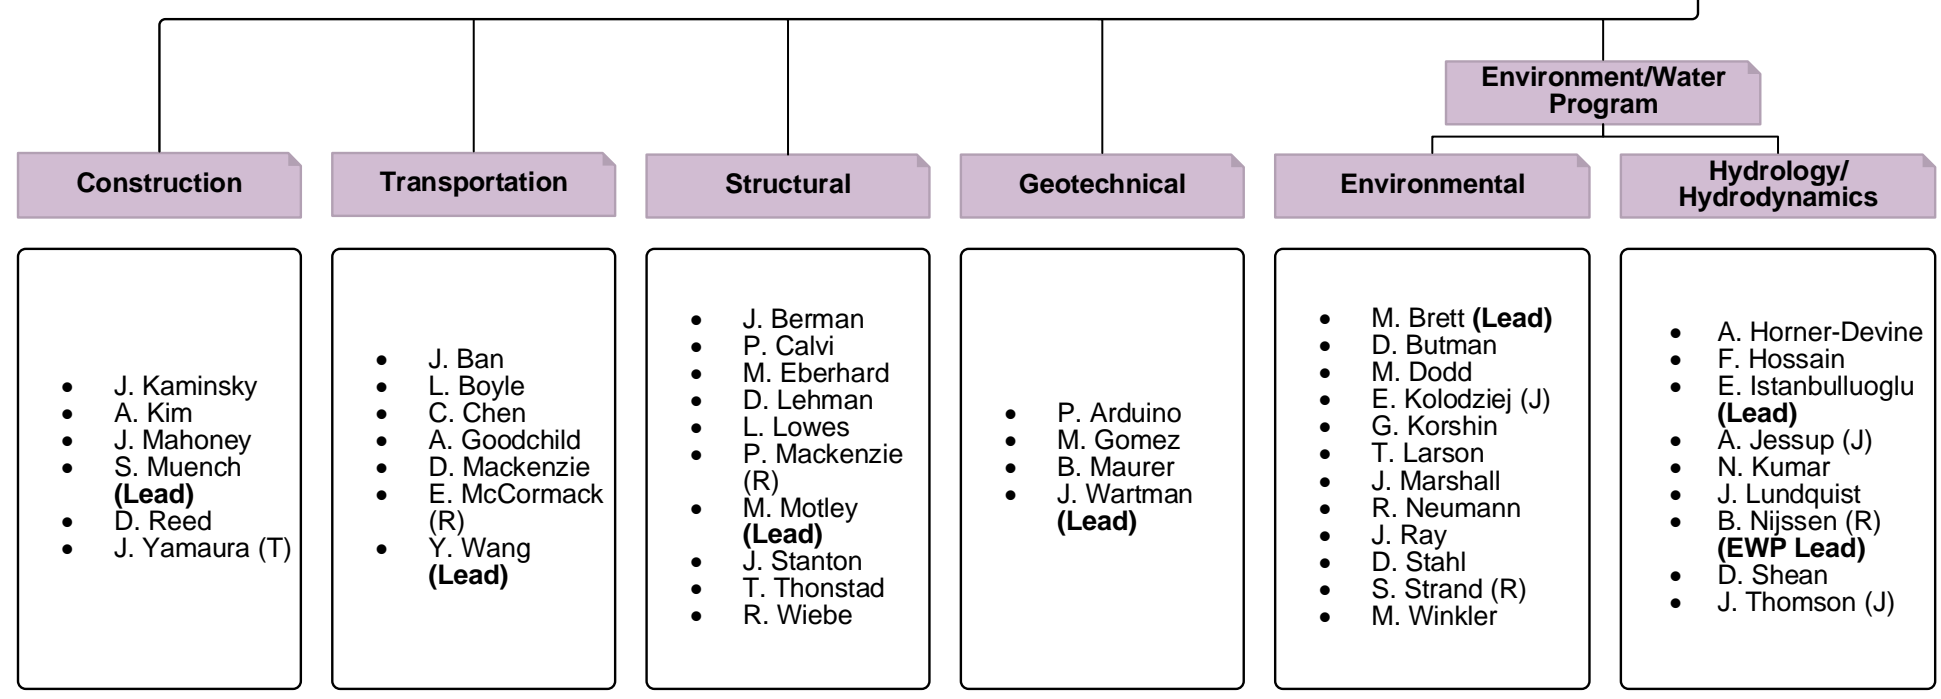 Environment/Water
Program
Construction
Transportation
Structural
Geotechnical
Environmental
Hydrology/
Hydrodynamics
• J. Kaminsky
• A. Kim
• J. Mahoney
• S. Muench
(Lead)
• D. Reed
• J. Yamaura (T)
• J. Ban
• L. Boyle
• C. Chen
• A. Goodchild
• D. Mackenzie
• E. McCormack
(R)
• Y. Wang
(Lead)
• J. Berman
• P. Calvi
• M. Eberhard
• D. Lehman
• L. Lowes
• P. Mackenzie
(R)
• M. Motley
(Lead)
• J. Stanton
• T. Thonstad
• R. Wiebe
• P. Arduino
• M. Gomez
• B. Maurer
• J. Wartman
(Lead)
• M. Brett (Lead)
• D. Butman
• M. Dodd
• E. Kolodziej (J)
• G. Korshin
• T. Larson
• J. Marshall
• R. Neumann
• J. Ray
• D. Stahl
• S. Strand (R)
• M. Winkler
• A. Horner-Devine
• F. Hossain
• E. Istanbulluoglu
(Lead)
• A. Jessup (J)
• N. Kumar
• J. Lundquist
• B. Nijssen (R)
(EWP Lead)
• D. Shean
• J. Thomson (J)